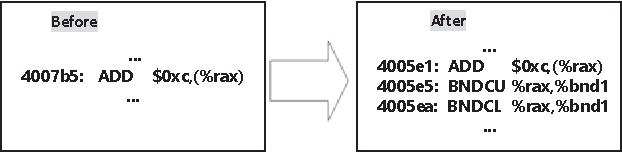 Before
...
4007b5: ADD $0xc,(%rax)
...
After
...
4005e1: ADD $0xc,(%rax)
4005e5: BNDCU %rax,%bnd1
4005ea: BNDCL %rax,%bnd1
...